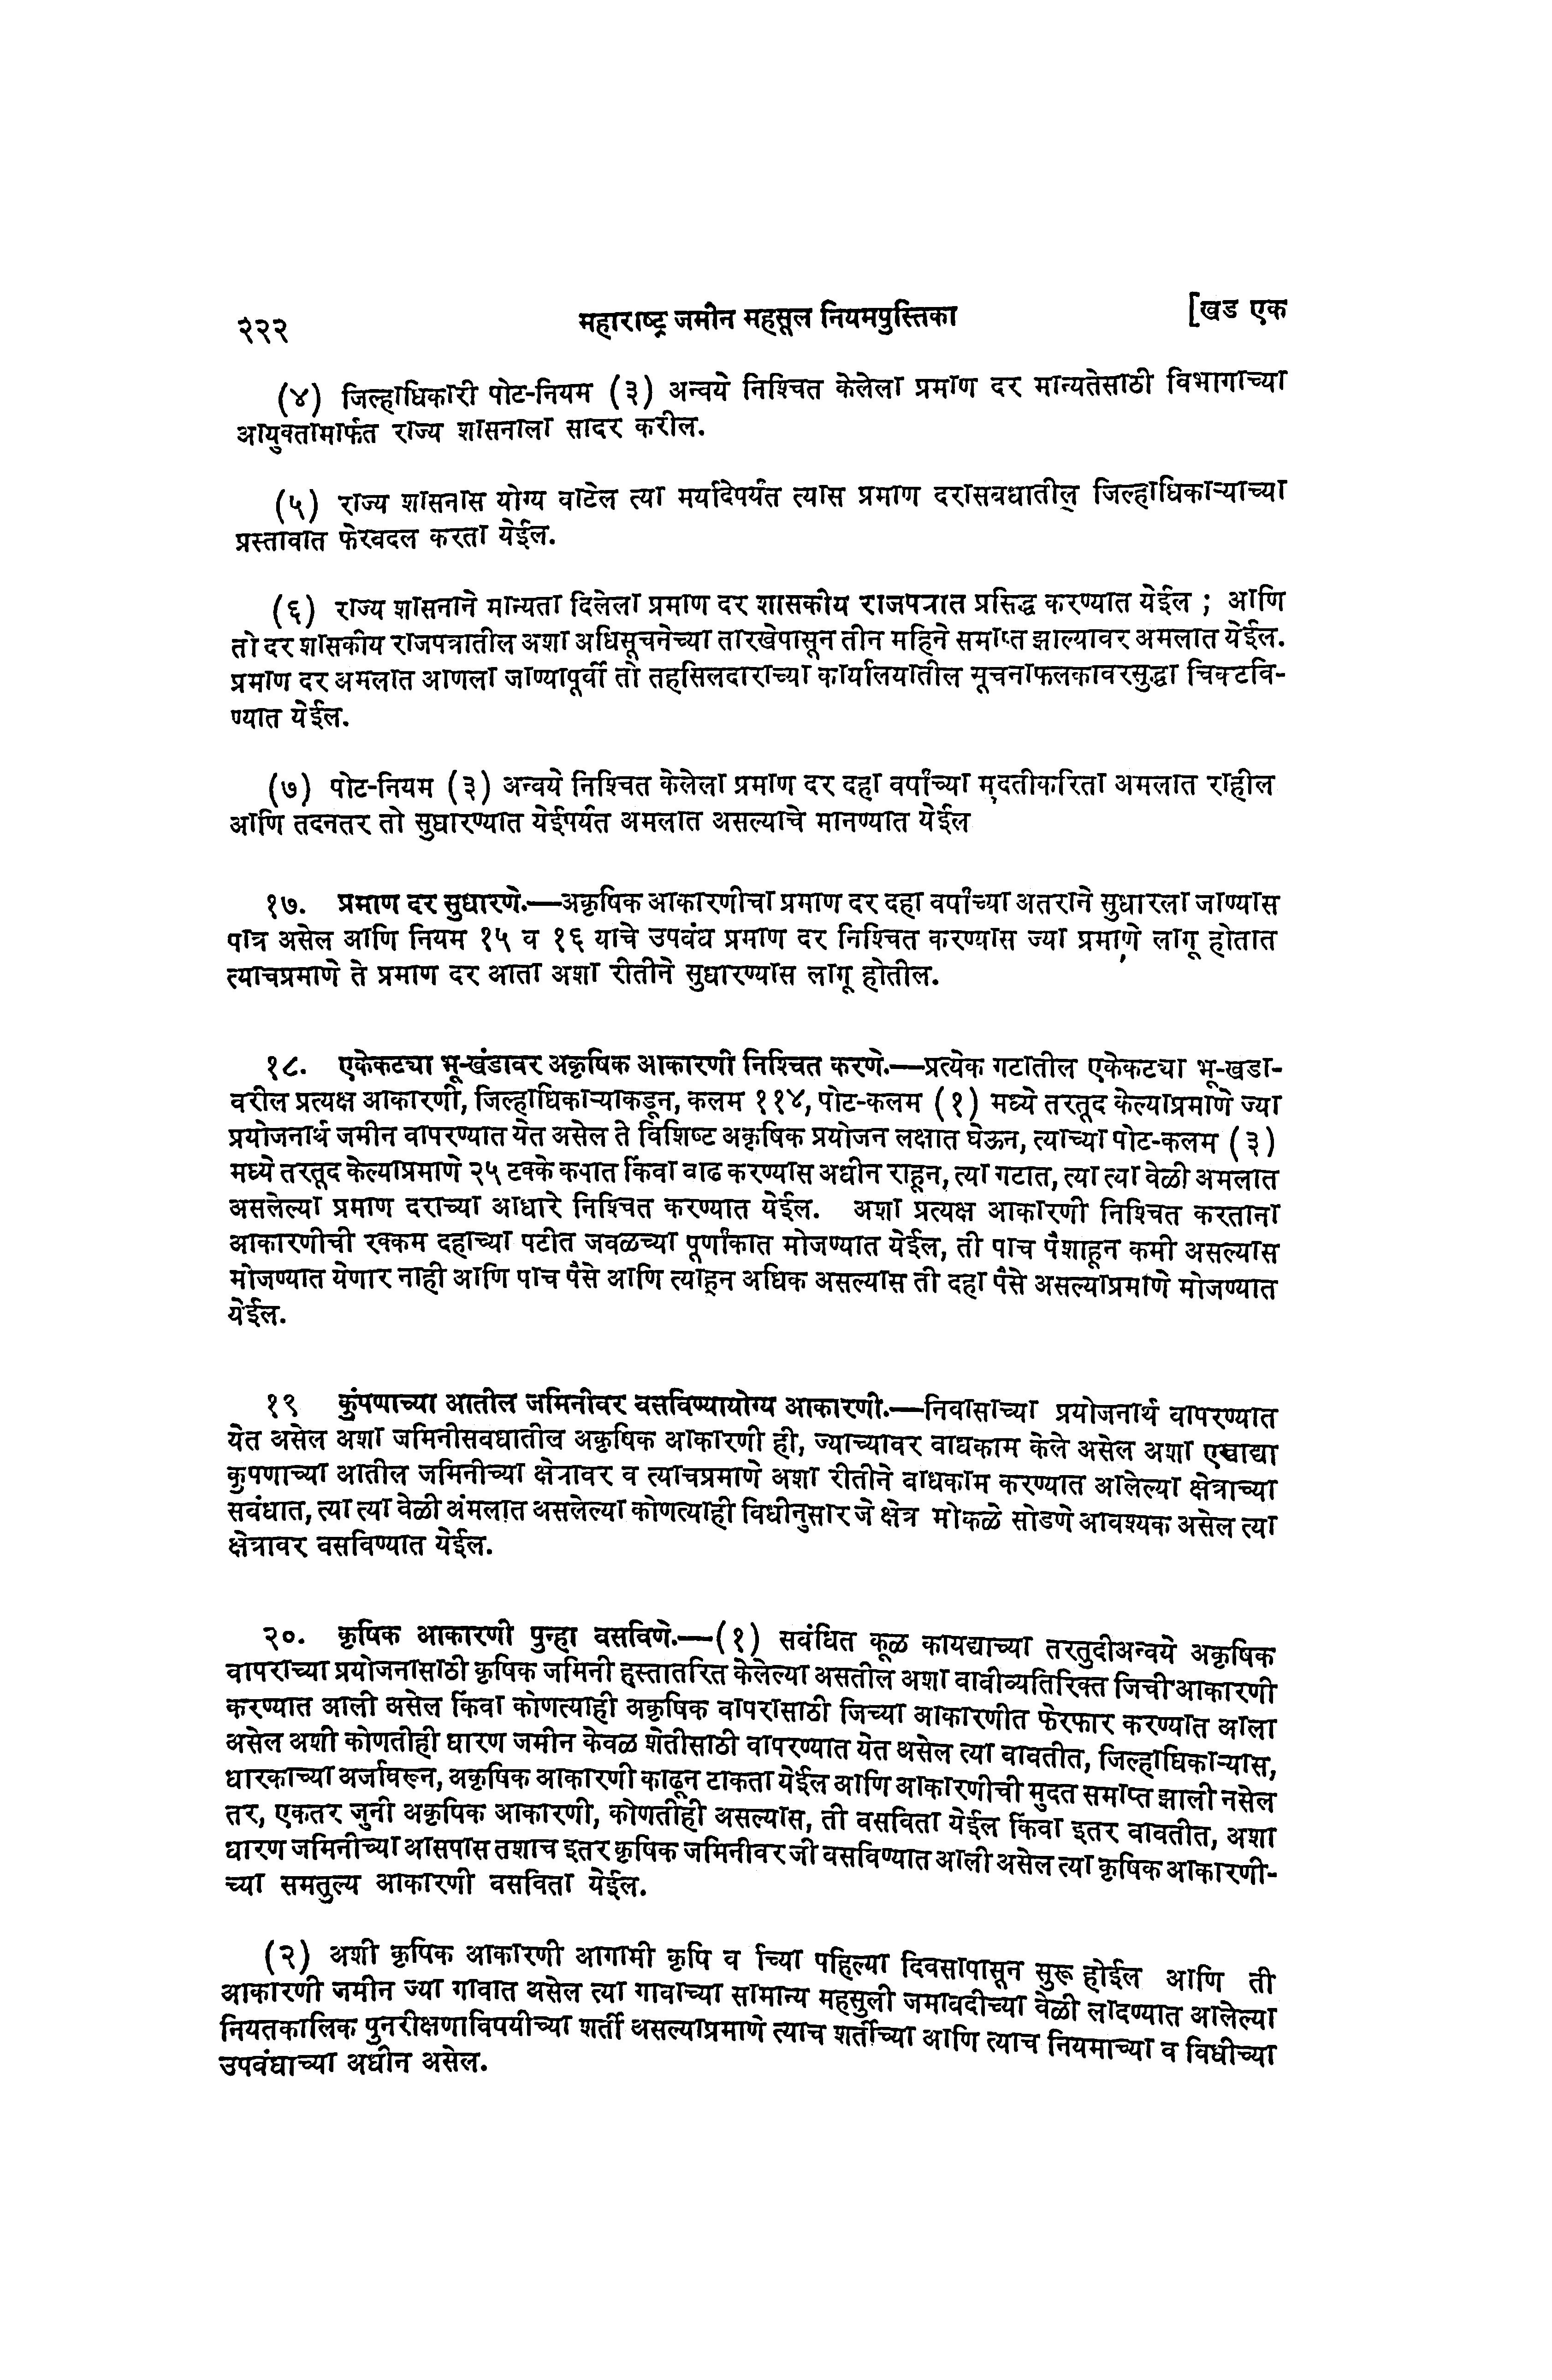 २२२ महाराष्ट्र जमीन महसूल नियमपुस्तिका [खड एक
(४) जिल्हाधिकारी पोट-नियम (३) अन्वये निश्चित केलेला प्रमाण दर मान्यतेसाठी विभागाच्या
आयुक्तामार्फत राज्य शासनाला सादर करील.
(५) राज्य शासनास योग्य वाटेल त्या मर्यादेपर्यंत त्यास प्रमाण दरासबधातील जिल्हाधिकाऱ्याच्या
प्रस्तावात फेरबदल करता येईल.
(६) राज्य शासनाने मान्यता दिलेला प्रमाण दर शासकीय राजपत्रात प्रसिद्ध करण्यात येईल ; आणि
तो दर शासकीय राजपत्रातील अशा अधिसूचनेच्या तारखेपासून तीन महिने समाप्त झाल्यावर अमलात येईल.
प्रमाण दर अमलात आणला जाण्यापूर्वी तो तहसिलदाराच्या कार्यालयातील सूचनाफलकावरसुद्धा चिकटवि-
ण्यात येईल.
(७) पोट-नियम (३) अन्वये निश्चित केलेला प्रमाण दर दहा वर्षांच्या मुदतीकरिता अमलात राहील
आणि तदनतर तो सुधारण्यात येईपर्यंत अमलात असल्याचे मानण्यात येईल
१७. प्रमाण दर सुधारणे.—अकृषिक आकारणीचा प्रमाण दर दहा वर्षांच्या अतराने सुधारला जाण्यास
पात्र असेल आणि नियम १५ व १६ याचे उपबंध प्रमाण दर निश्चित करण्यास ज्या प्रमाणे लागू होतात
त्याचप्रमाणे ते प्रमाण दर आता अशा रीतीने सुधारण्यास लागू होतील.
१८. एकेकट्या भू-खंडावर अकृषिक आकारणी निश्चित करणे.—प्रत्येक गटातील एकेकट्या भू-खडा-
वरील प्रत्यक्ष आकारणी, जिल्हाधिकाऱ्याकडून, कलम ११४, पोट-कलम (१) मध्ये तरतूद केल्याप्रमाणे ज्या
प्रयोजनार्थ जमीन वापरण्यात येत असेल ते विशिष्ट अकृषिक प्रयोजन लक्षात घेऊन, त्याच्या पोट-कलम (३)
मध्ये तरतूद केल्याप्रमाणे २५ टक्के कपात किंवा वाढ करण्यास अधीन राहून, त्या गटात, त्या त्या वेळी अमलात
असलेल्या प्रमाण दराच्या आधारे निश्चित करण्यात येईल. अशा प्रत्यक्ष आकारणी निश्चित करताना
आकारणीची रक्कम दहाच्या पटीत जवळच्या पूर्णांकात मोजण्यात येईल, ती पाच पैशाहून कमी असल्यास
मोजण्यात येणार नाही आणि पाच पैसे आणि त्याहून अधिक असल्यास ती दहा पैसे असल्याप्रमाणे मोजण्यात
येईल.
१९ कुंपणाच्या आतील जमिनीवर बसविण्यायोग्य आकारणी.—निवासाच्या प्रयोजनार्थ वापरण्यात
येत असेल अशा जमिनीसबधातील अकृषिक आकारणी ही, ज्याच्यावर बाधकाम केले असेल अशा एखाद्या
कुपणाच्या आतील जमिनीच्या क्षेत्रावर व त्याचप्रमाणे अशा रीतीने बाधकाम करण्यात आलेल्या क्षेत्राच्या
सबंधात, त्या त्या वेळी अंमलात असलेल्या कोणत्याही विधीनुसार जे क्षेत्र मोकळे सोडणे आवश्यक असेल त्या
क्षेत्रावर बसविण्यात येईल.
२०. कृषिक आकारणी पुन्हा बसविणे.—(१) सबंधित कूळ कायद्याच्या तरतुदीअन्वये अकृषिक
वापराच्या प्रयोजनासाठी कृषिक जमिनी हस्तातरित केलेल्या असतील अशा बाबीव्यतिरिक्त जिची आकारणी
करण्यात आली असेल किंवा कोणत्याही अकृषिक वापरासाठी जिच्या आकारणीत फेरफार करण्यात आला
असेल अशी कोणतीही धारण जमीन केवळ शेतीसाठी वापरण्यात येत असेल त्या बाबतीत, जिल्हाधिकाऱ्यास,
धारकाच्या अर्जावरून, अकृषिक आकारणी काढून टाकता येईल आणि आकारणीची मुदत समाप्त झाली नसेल
तर, एकतर जुनी अकृषिक आकारणी, कोणतीही असल्यास, ती बसविता येईल किंवा इतर बाबतीत, अशा
धारण जमिनीच्या आसपास तशाच इतर कृषिक जमिनीवर जी बसविण्यात आली असेल त्या कृषिक आकारणी-
च्या समतुल्य आकारणी बसविता येईल.
(२) अशी कृषिक आकारणी आगामी कृषि व च्या पहिल्या दिवसापासून सुरू होईल आणि ती
आकारणी जमीन ज्या गावात असेल त्या गावाच्या सामान्य महसुली जमाबदीच्या वेळी लादण्यात आलेल्या
नियतकालिक पुनरीक्षणाविषयीच्या शर्ती असल्याप्रमाणे त्याच शर्तीच्या आणि त्याच नियमाच्या व विधीच्या
उपबंधाच्या अधीन असेल.